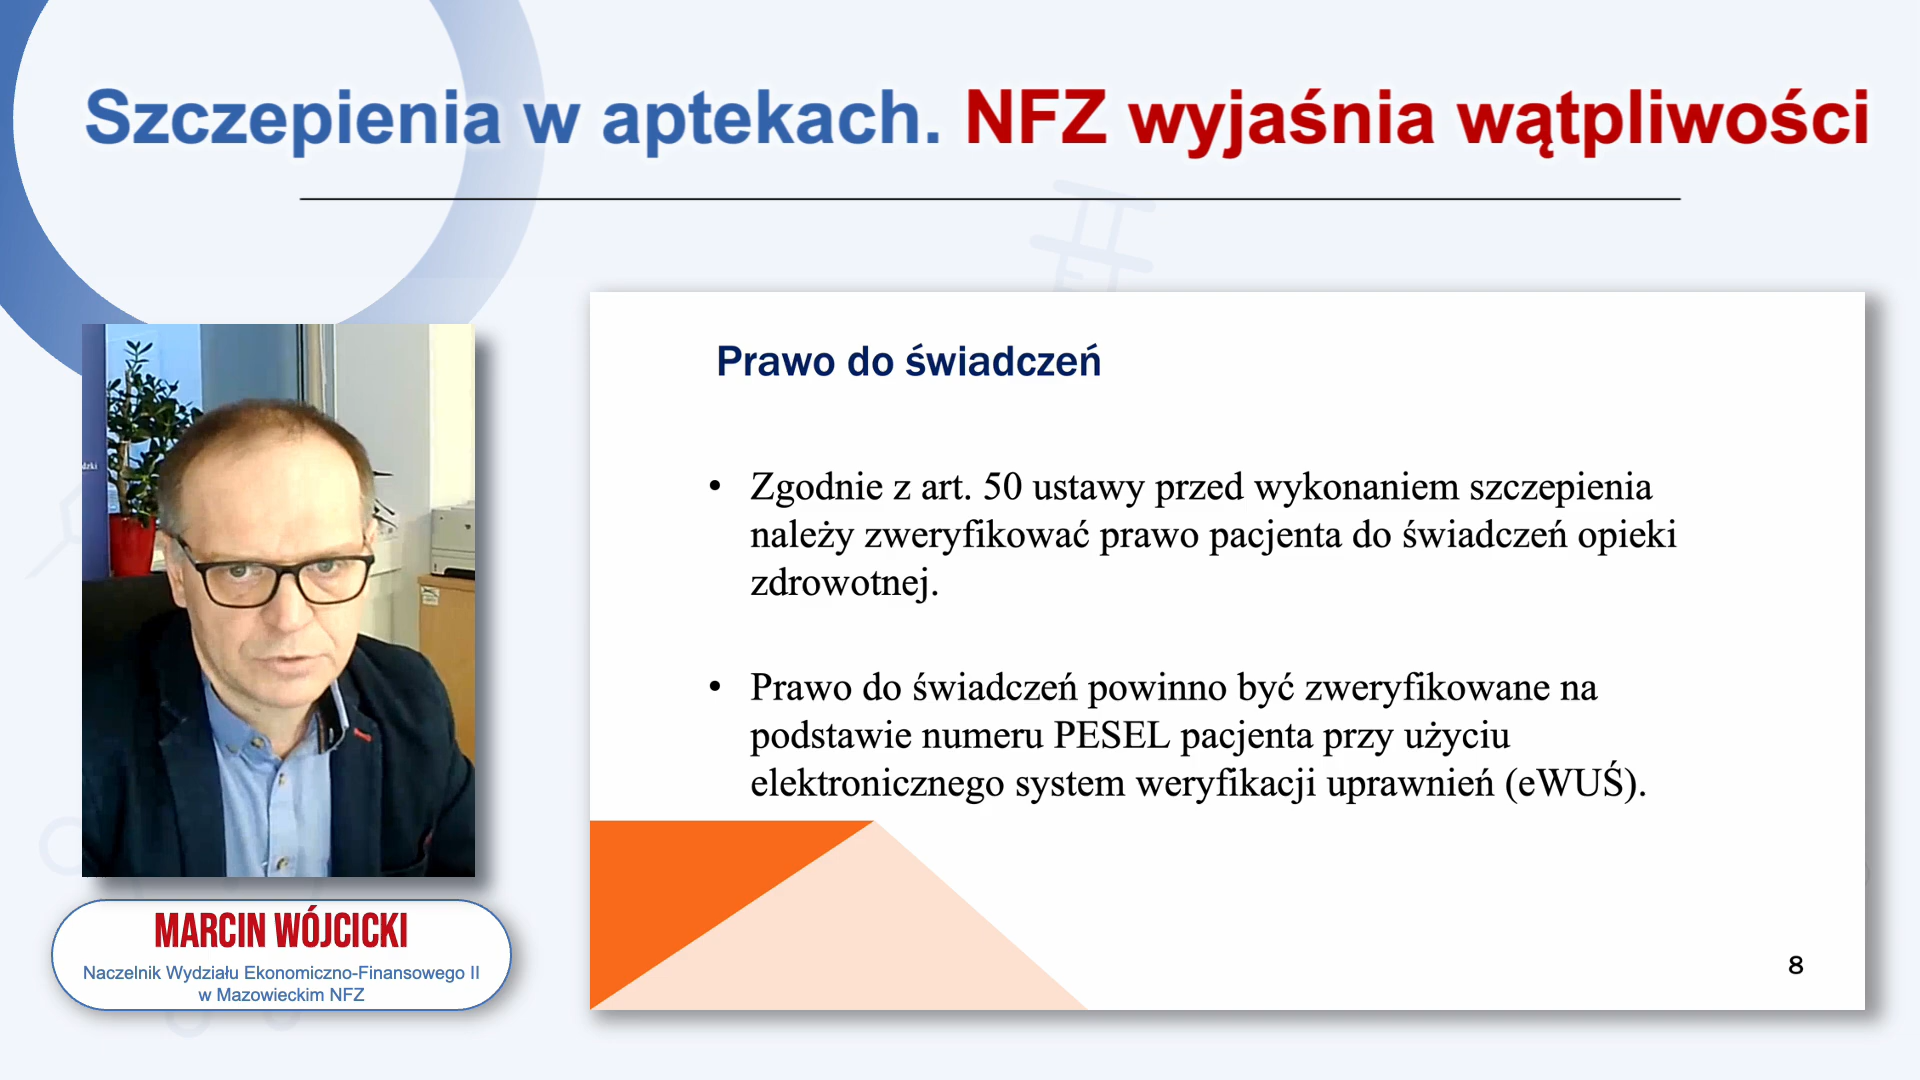 Szczepienia w aptekach. NFZ wyjaśnia wątpliwości
Prawo do świadczeń
• Zgodnie z art. 50 ustawy przed wykonaniem szczepienia
należy zweryfikować prawo pacjenta do świadczeń opieki
zdrowotnej.
• Prawo do świadczeń powinno być zweryfikowane na
podstawie numeru PESEL pacjenta przy użyciu
elektronicznego system weryfikacji uprawnień (eWUŚ).
8
dzki
MARCIN WÓJCICKI
Naczelnik Wydziału Ekonomiczno-Finansowego II
w Mazowieckim NFZ